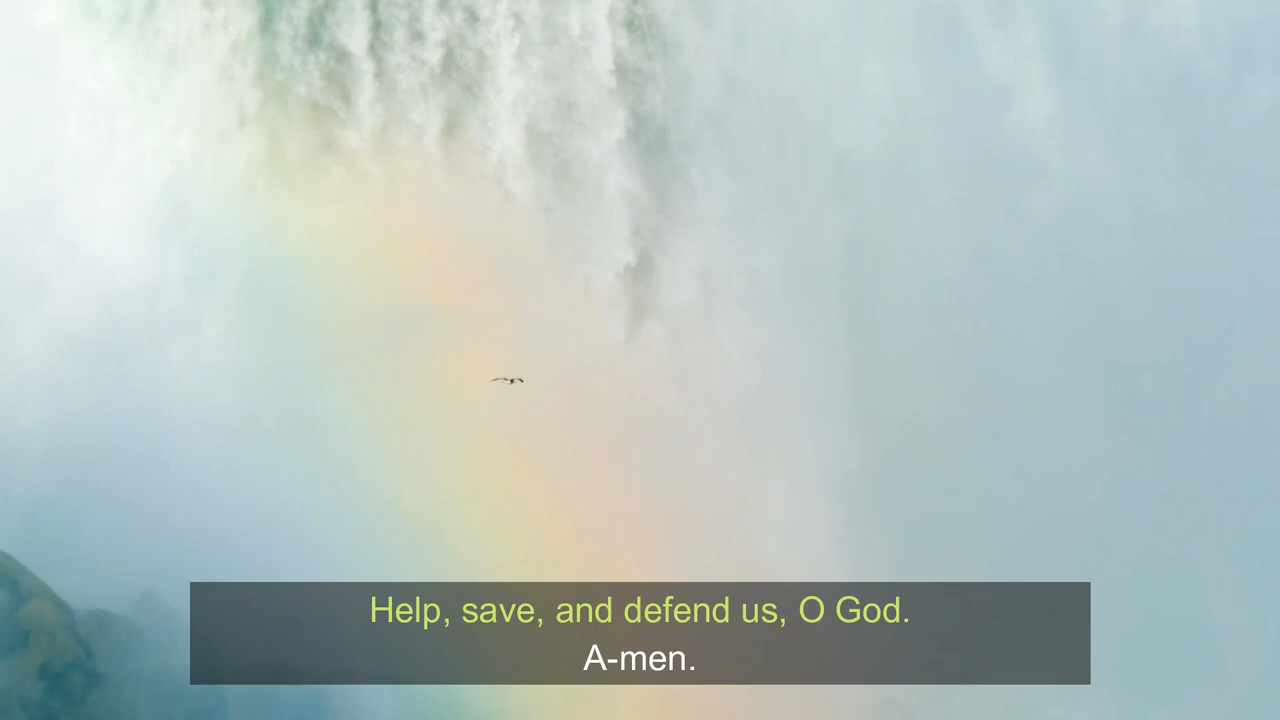 Help, save, and defend us, O God.
A-men.